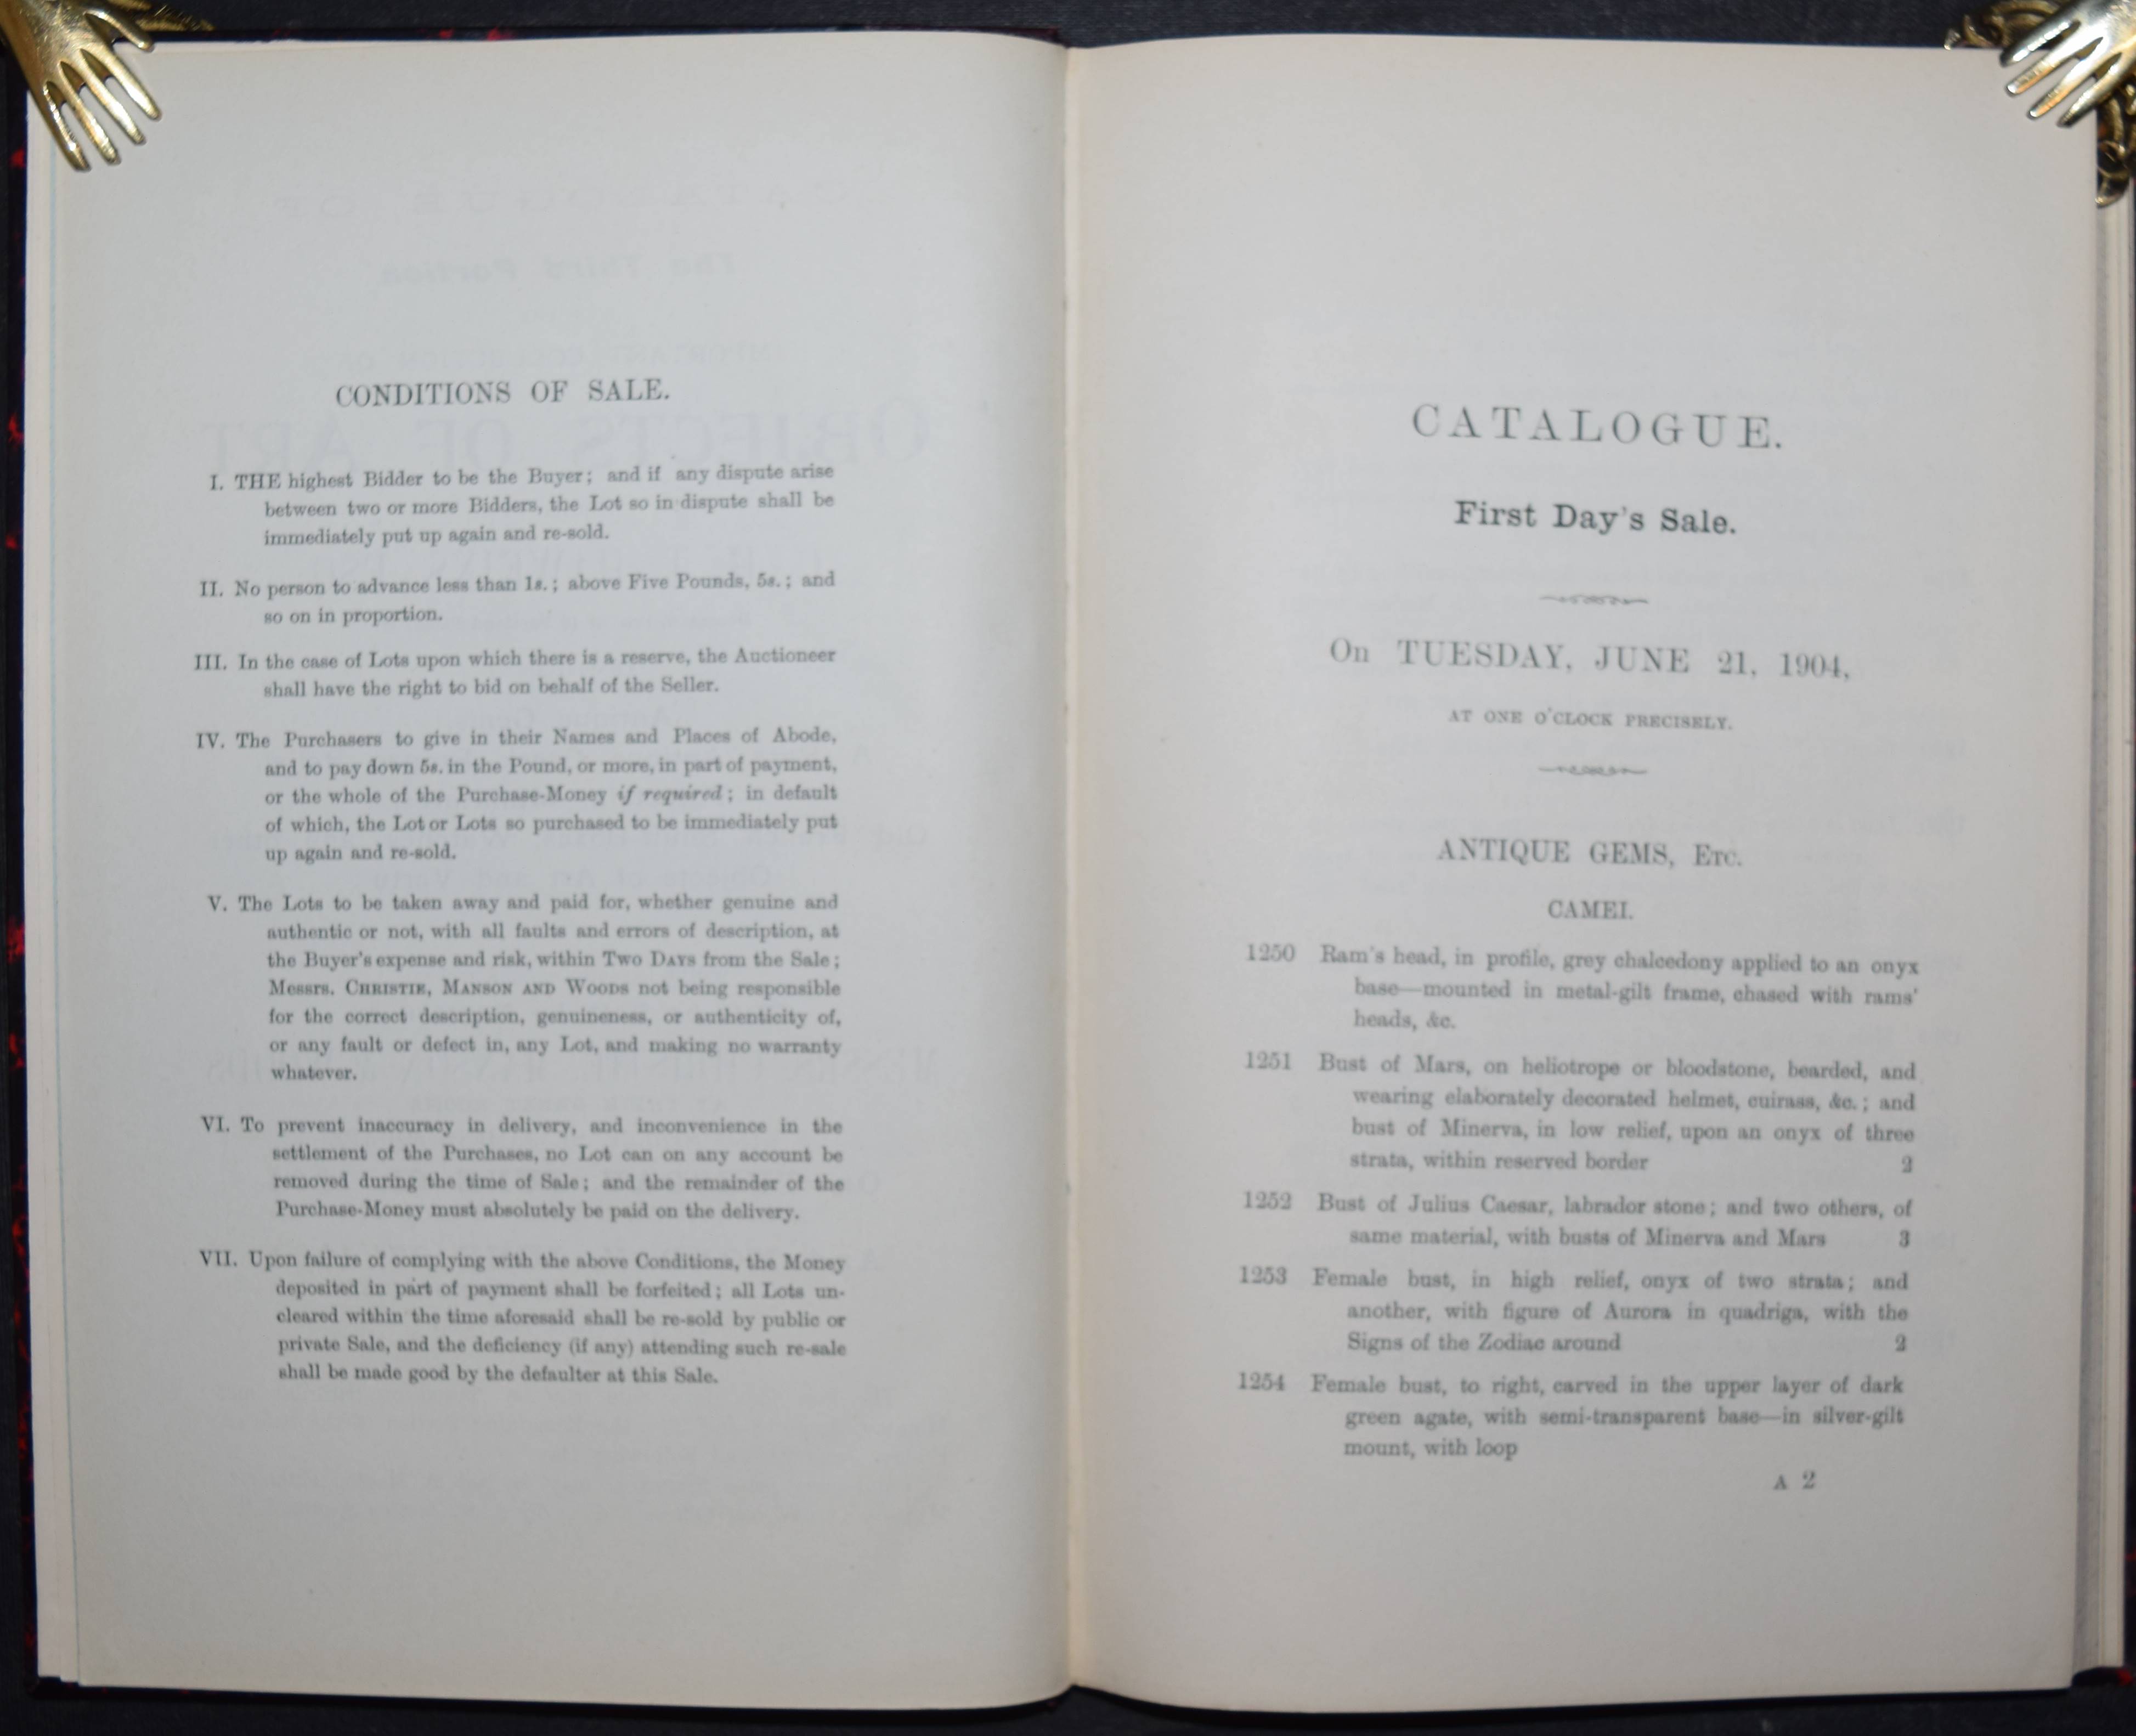 CONDITIONS OF SALE.
I. THE highest Bidder to be the Buyer; and if any dispute arise
between two or more Bidders, the Lot so in dispute shall be
immediately put up again and re-sold.
II. No person to advance less than 1s.; above Five Pounds, 5s.; and
so on in proportion.
III. In the case of Lots upon which there is a reserve, the Auctioneer
shall have the right to bid on behalf of the Seller.
IV. The Purchasers to give in their Names and Places of Abode,
and to pay down 5s. in the Pound, or more, in part of payment,
or the whole of the Purchase-Money if required; in default
of which, the Lot or Lots so purchased to be immediately put
up again and re-sold.
V. The Lots to be taken away and paid for, whether genuine and
authentic or not, with all faults and errors of description, at
the Buyer's expense and risk, within Two Days from the Sale;
Messrs. Christie, Manson and Woods not being responsible
for the correct description, genuineness, or authenticity of,
or any fault or defect in, any Lot, and making no warranty
whatever.
VI. To prevent inaccuracy in delivery, and inconvenience in the
settlement of the Purchases, no Lot can on any account be
removed during the time of Sale; and the remainder of the
Purchase-Money must absolutely be paid on the delivery.
VII. Upon failure of complying with the above Conditions, the Money
deposited in part of payment shall be forfeited; all Lots un-
cleared within the time aforesaid shall be re-sold by public or
private Sale, and the deficiency (if any) attending such re-sale
shall be made good by the defaulter at this Sale.
CATALOGUE.
First Day's Sale.
On TUESDAY, JUNE 21, 1904,
AT ONE O'CLOCK PRECISELY.
ANTIQUE GEMS, Etc.
CAMEI.
1250 Ram's head, in profile, grey chalcedony applied to an onyx
base—mounted in metal-gilt frame, chased with rams'
heads, &c.
1251 Bust of Mars, on heliotrope or bloodstone, bearded, and
wearing elaborately decorated helmet, cuirass, &c.; and
bust of Minerva, in low relief, upon an onyx of three
strata, within reserved border 2
1252 Bust of Julius Caesar, labrador stone; and two others, of
same material, with busts of Minerva and Mars 3
1253 Female bust, in high relief, onyx of two strata; and
another, with figure of Aurora in quadriga, with the
Signs of the Zodiac around 2
1254 Female bust, to right, carved in the upper layer of dark
green agate, with semi-transparent base—in silver-gilt
mount, with loop
A 2